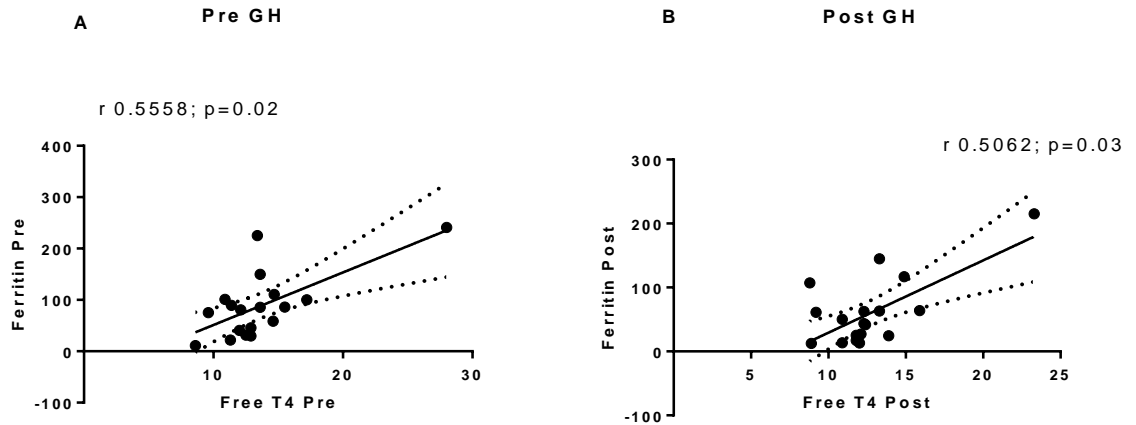 A
Pre GH
r 0.5558; p=0.02
400
300
200
100
0
-100
10
20
30
Ferritin Pre
Free T4 Pre
B
Post GH
r 0.5062; p=0.03
300
200
100
0
-100
5
10
15
20
25
Ferritin Post
Free T4 Post